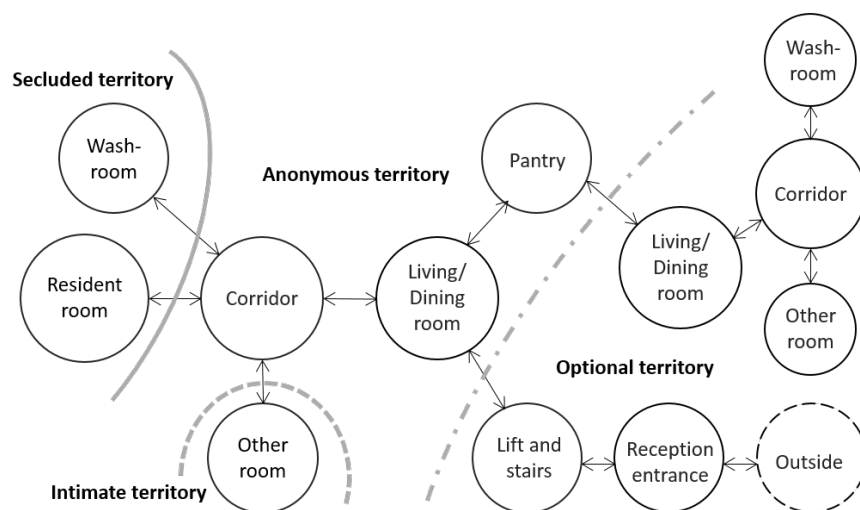 Secluded territory
Wash-
room
Resident
room
Corridor
Other
room
Intimate territory
Anonymous territory
Living/
Dining
room
Pantry
Optional territory
Living/
Dining
room
Corridor
Wash-
room
Other
room
Lift and
stairs
Reception
entrance
Outside